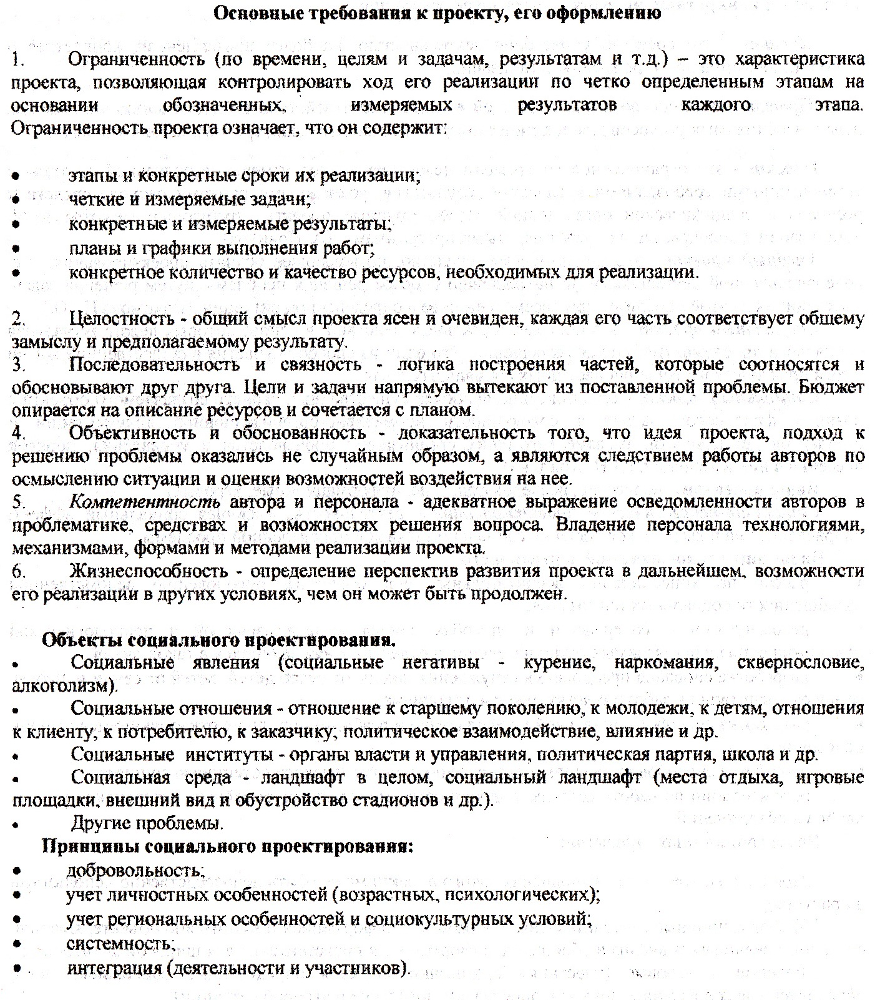 Основные требования к проекту, его оформлению
1. Ограниченность (по времени, целям и задачам, результатам и т.д.) – это характеристика
проекта, позволяющая контролировать ход его реализации по четко определенным этапам на
основании обозначенных, измеряемых результатов каждого этапа.
Ограниченность проекта означает, что он содержит:
• этапы и конкретные сроки их реализации;
• четкие и измеряемые задачи;
• конкретные и измеряемые результаты;
• планы и графики выполнения работ;
• конкретное количество и качество ресурсов, необходимых для реализации.
2. Целостность - общий смысл проекта ясен и очевиден, каждая его часть соответствует общему
замыслу и предполагаемому результату.
3. Последовательность и связность - логика построения частей, которые соотносятся и
обосновывают друг друга. Цели и задачи напрямую вытекают из поставленной проблемы. Бюджет
опирается на описание ресурсов и сочетается с планом.
4. Объективность и обоснованность - доказательность того, что идея проекта, подход к
решению проблемы оказались не случайным образом, а являются следствием работы авторов по
осмыслению ситуации и оценки возможностей воздействия на нее.
5. Компетентность автора и персонала - адекватное выражение осведомленности авторов в
проблематике, средствах и возможностях решения вопроса. Владение персонала технологиями,
механизмами, формами и методами реализации проекта.
6. Жизнеспособность - определение перспектив развития проекта в дальнейшем, возможности
его реализации в других условиях, чем он может быть продолжен.
Объекты социального проектирования.
• Социальные явления (социальные негативы - курение, наркомания, сквернословие,
алкоголизм).
• Социальные отношения - отношение к старшему поколению, к молодежи, к детям, отношения
к клиенту, к потребителю, к заказчику; политическое взаимодействие, влияние и др.
• Социальные институты - органы власти и управления, политическая партия, школа и др.
• Социальная среда - ландшафт в целом, социальный ландшафт (места отдыха, игровые
площадки, внешний вид и обустройство стадионов и др.).
• Другие проблемы.
Принципы социального проектирования:
• добровольность;
• учет личностных особенностей (возрастных, психологических);
• учет региональных особенностей и социокультурных условий;
• системность;
• интеграция (деятельности и участников).